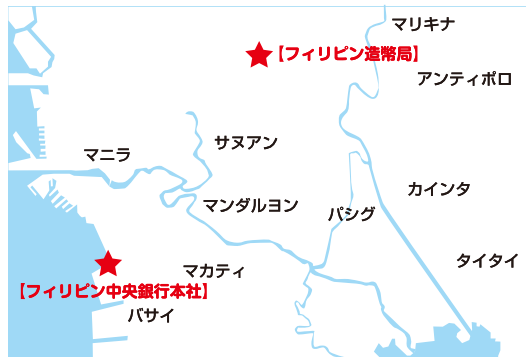 マリキナ
【フィリピン造幣局】
アンティポロ
サヌアン
マニラ
カインタ
マンダルヨン
パシグ
タイタイ
マカティ
【フィリピン中央銀行本社】
バサイ